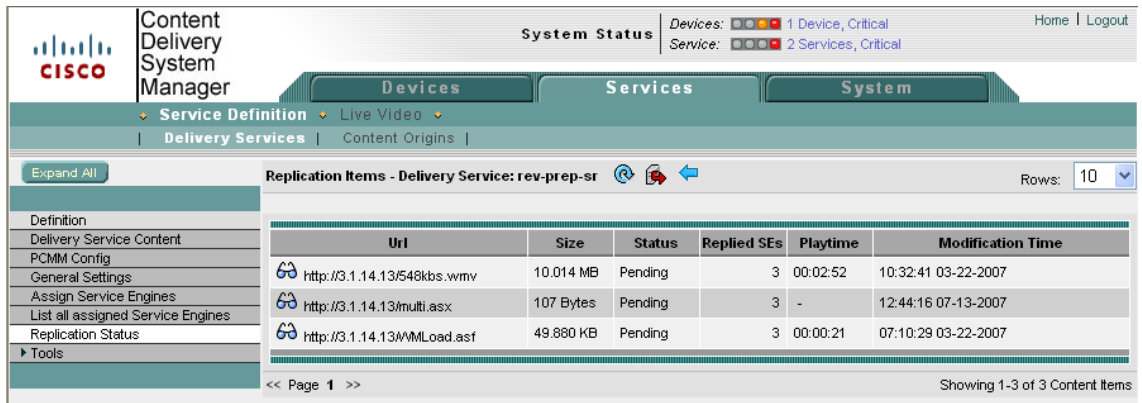 CISCO
Content
Delivery
System
Manager
System Status
Devices: 1 Device, Critical
Service: 2 Services, Critical
Home | Logout
Devices
Services
System
Service Definition Live Video
| Delivery Services | Content Origins |
Expand All
Replication Items - Delivery Service: rev-prep-sr
Rows: 10
Definition
Delivery Service Content
PCMM Config
General Settings
Assign Service Engines
List all assigned Service Engines
Replication Status
Tools
Url Size Status Replied SEs Playtime Modification Time
http://3.1.14.13/548kbs.wmv 10.014 MB Pending 3 00:02:52 10:32:41 03-22-2007
http://3.1.14.13/multi.asx 107 Bytes Pending 3 - 12:44:16 07-13-2007
http://3.1.14.13/WMLoad.asf 49.880 KB Pending 3 00:00:21 07:10:29 03-22-2007
<< Page 1 >>
Showing 1-3 of 3 Content Items